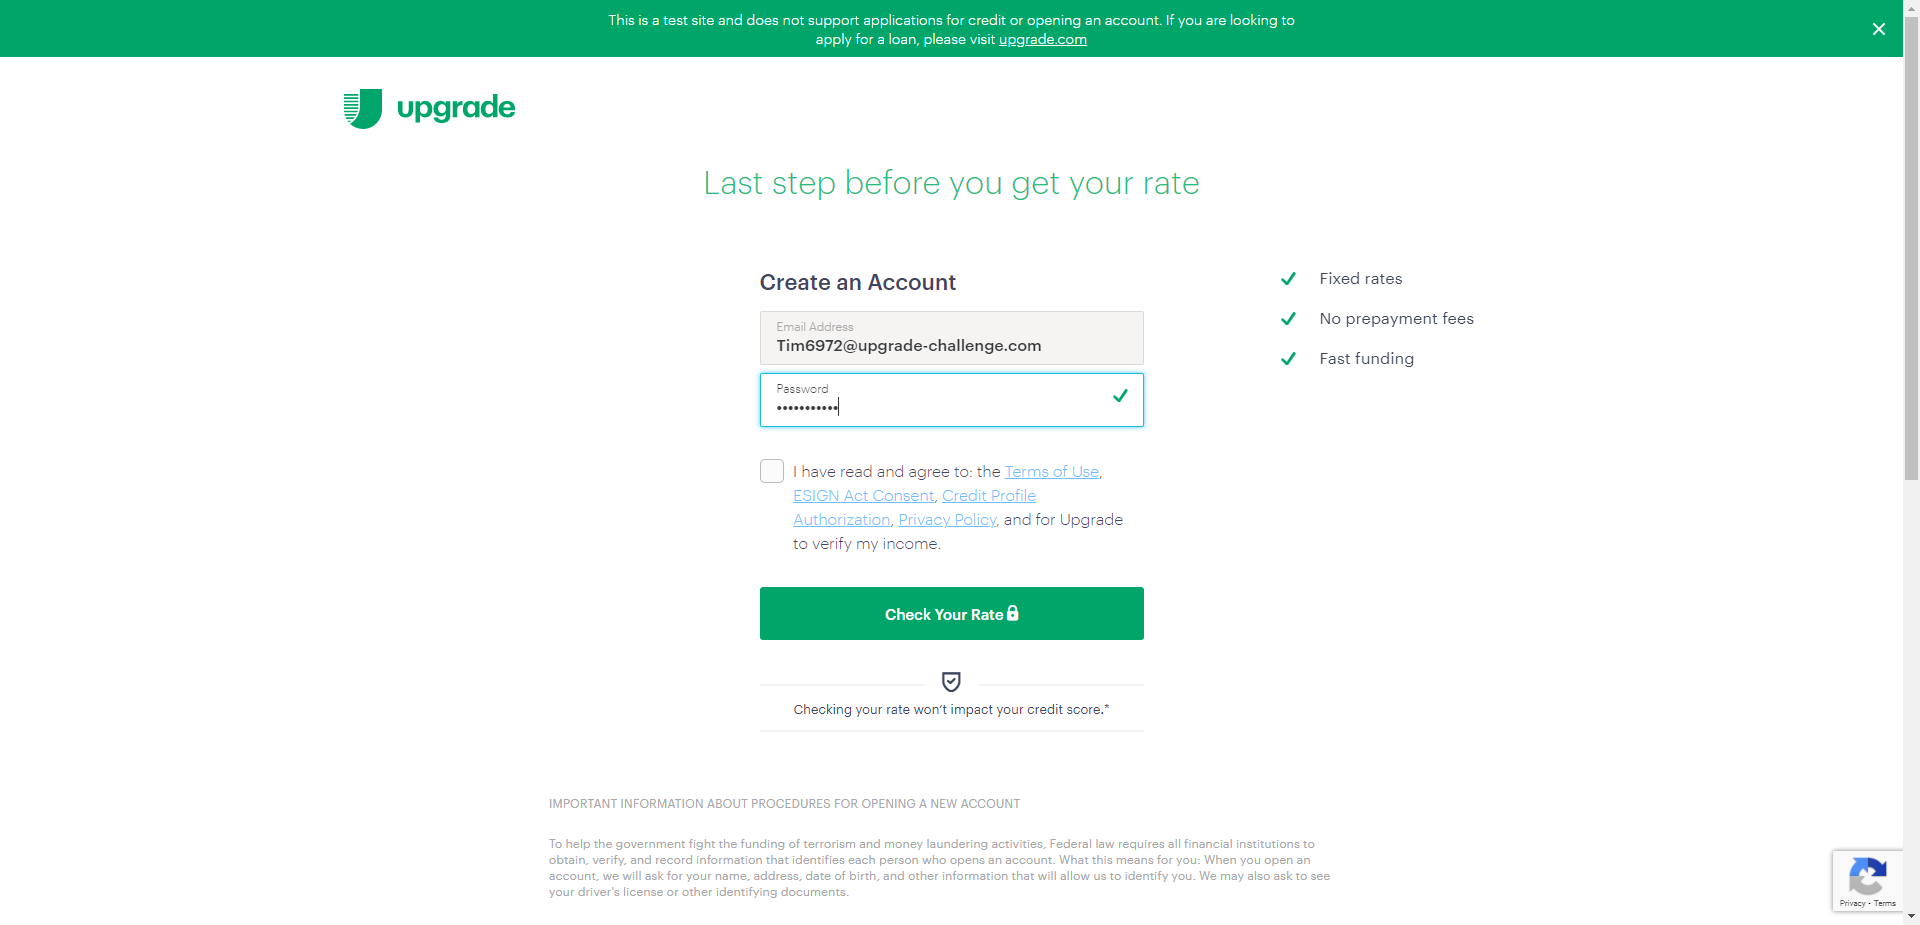 This is a test site and does not support applications for credit or opening an account. If you are looking to
apply for a loan, please visit upgrade.com
upgrade
Last step before you get your rate
Create an Account
Email Address
Tim6972@upgrade-challenge.com
Password
•••••••••••
I have read and agree to: the Terms of Use,
ESIGN Act Consent, Credit Profile
Authorization, Privacy Policy, and for Upgrade
to verify my income.
Check Your Rate
Checking your rate won't impact your credit score.*
Fixed rates
No prepayment fees
Fast funding
IMPORTANT INFORMATION ABOUT PROCEDURES FOR OPENING A NEW ACCOUNT
To help the government fight the funding of terrorism and money laundering activities, Federal law requires all financial institutions to
obtain, verify, and record information that identifies each person who opens an account. What this means for you: When you open an
account, we will ask for your name, address, date of birth, and other information that will allow us to identify you. We may also ask to see
your driver's license or other identifying documents.
Privacy - Terms